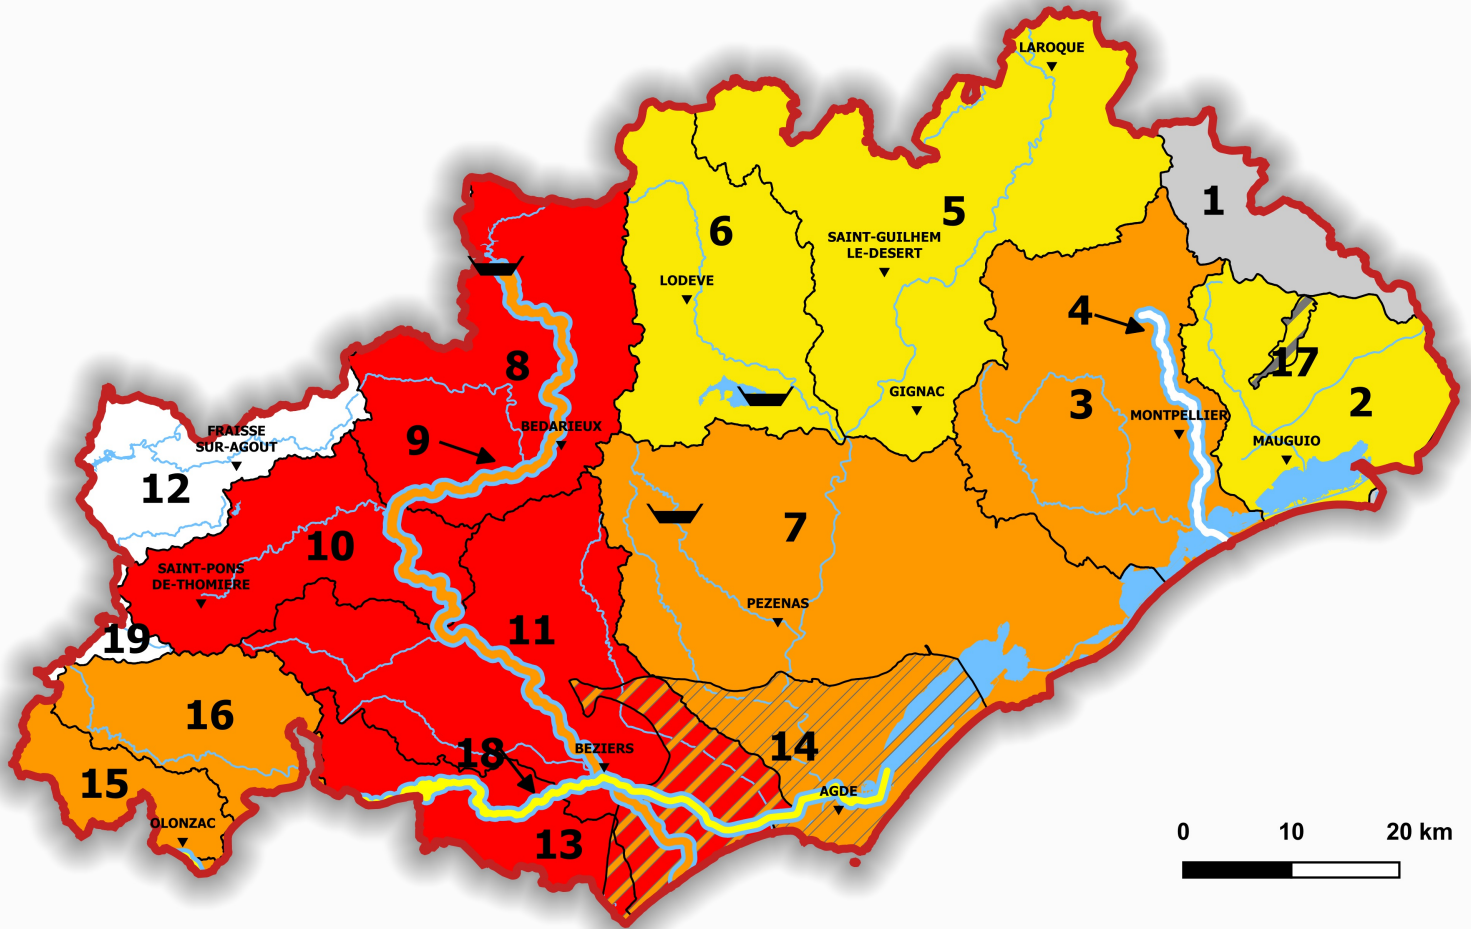 LAROQUE
1
5
6
SAINT-GUILHEM
LE-DESERT
LODEVE
4
8
17
GIGNAC
3
2
MONTPELLIER
BEDARIEUX
FRAISSE
SUR-AGOUT
9
MAUGUIO
12
7
10
SAINT-PONS
DE-THOMIERE
PEZENAS
19
11
16
14
18
BEZIERS
15
AGDE
OLONZAC
13
0 10 20 km